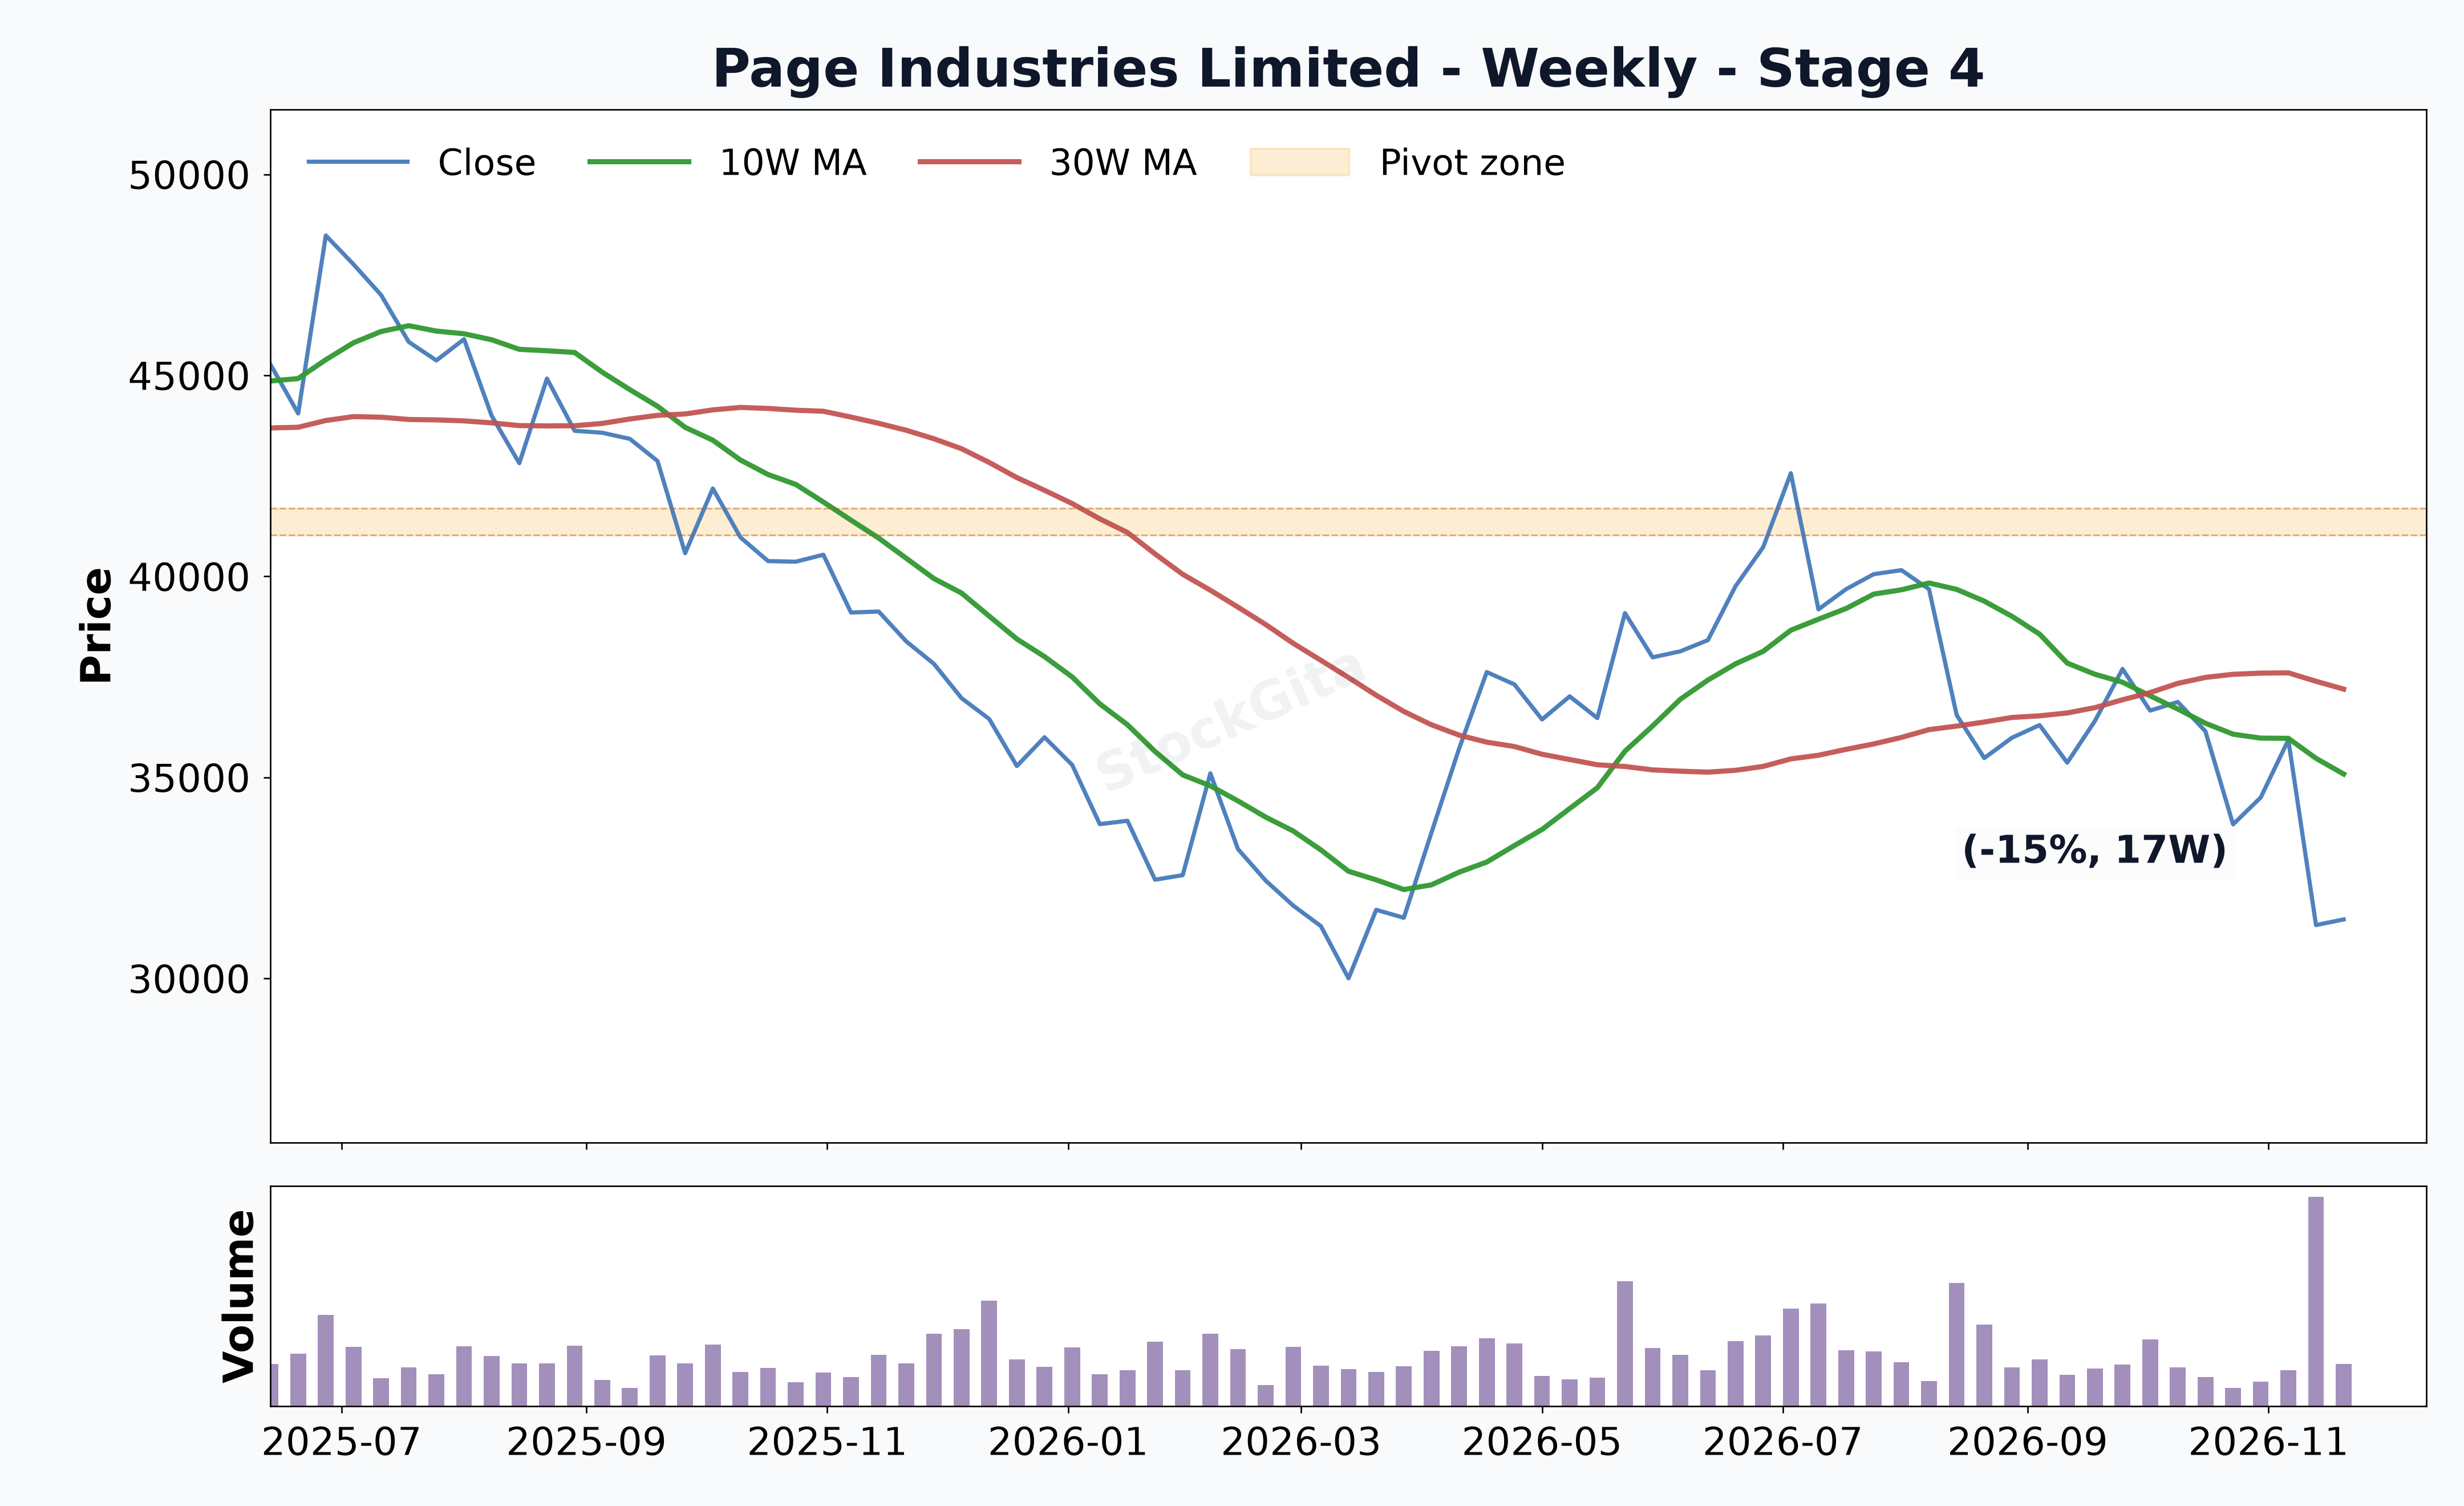 Page Industries Limited - Weekly - Stage 4
Close 10W MA 30W MA Pivot zone
50000
45000
40000
35000
30000
Price
StockGita
(-15%, 17W)
Volume
2025-07 2025-09 2025-11 2026-01 2026-03 2026-05 2026-07 2026-09 2026-11